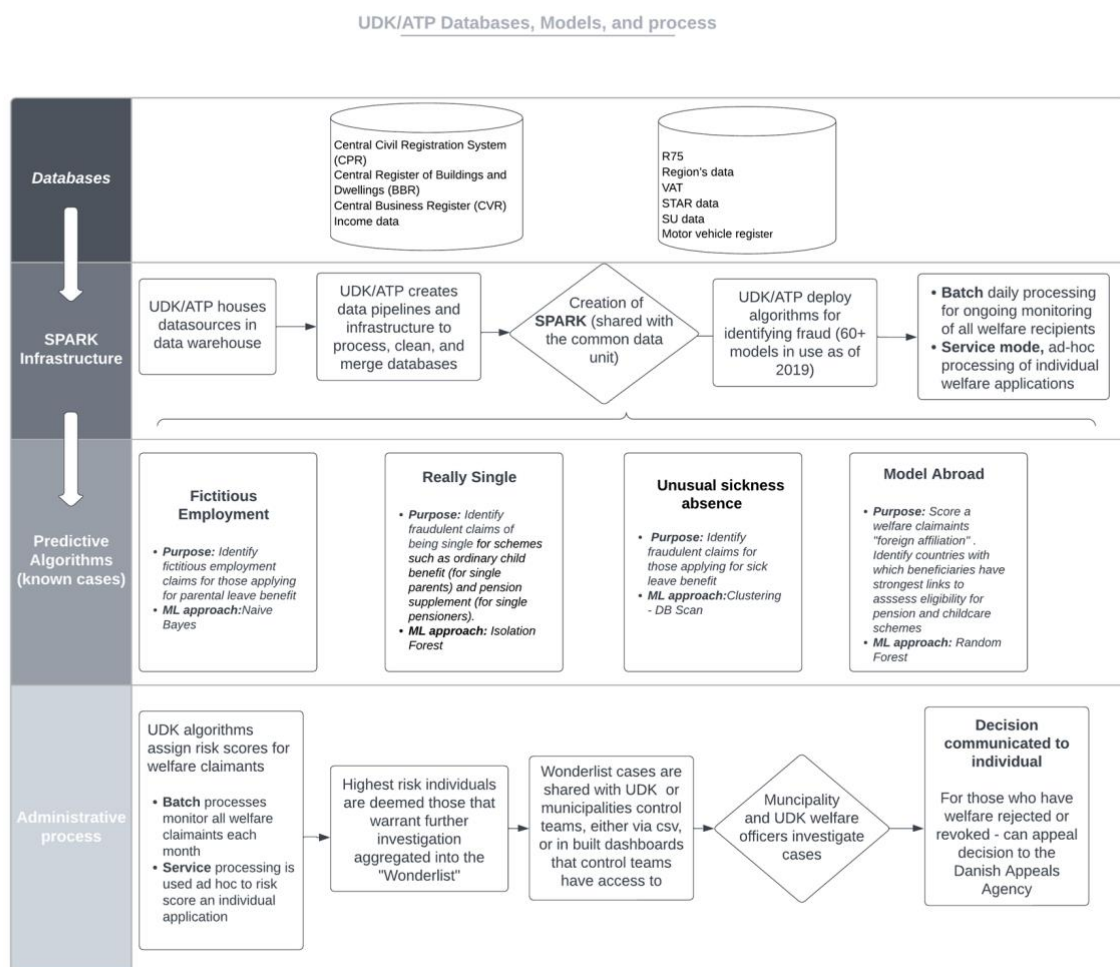 UDK/ATP Databases, Models, and process
Databases
Central Civil Registration System
(CPR)
Central Register of Buildings and
Dwellings (BBR)
Central Business Register (CVR)
Income data
R75
Region's data
VAT
STAR data
SU data
Motor vehicle register
SPARK
Infrastructure
UDK/ATP houses
datasources in
data warehouse
UDK/ATP creates
data pipelines and
infrastructure to
process, clean, and
merge databases
Creation of
SPARK (shared with
the common data
unit)
UDK/ATP deploy
algorithms for
identifying fraud (60+
models in use as of
2019)
• Batch daily processing
for ongoing monitoring
of all welfare recipients
• Service mode, ad-hoc
processing of individual
welfare applications
Predictive
Algorithms
(known cases)
Fictitious
Employment
• Purpose: Identify
fictitious employment
claims for those applying
for parental leave benefit
• ML approach:Naive
Bayes
Really Single
• Purpose: Identify
fraudulent claims of
being single for schemes
such as ordinary child
benefit (for single
parents) and pension
supplement (for single
pensioners).
• ML approach: Isolation
Forest
Unusual sickness
absence
• Purpose: Identify
fraudulent claims for
those applying for sick
leave benefit
• ML approach:Clustering
- DB Scan
Model Abroad
• Purpose: Score a
welfare claimaints
"foreign affiliation" .
Identify countries with
which beneficiaries have
strongest links to
asssess eligibility for
pension and childcare
schemes
• ML approach: Random
Forest
Administrative
process
UDK algorithms
assign risk scores for
welfare claimants
• Batch processes
monitor all welfare
claimaints each
month
• Service processing is
used ad hoc to risk
score an individual
application
Highest risk individuals
are deemed those that
warrant further
investigation
aggregated into the
"Wonderlist"
Wonderlist cases are
shared with UDK or
municipalities control
teams, either via csv,
or in built dashboards
that control teams
have access to
Muncipality
and UDK welfare
officers investigate
cases
Decision
communicated to
individual
For those who have
welfare rejected or
revoked - can appeal
decision to the
Danish Appeals
Agency